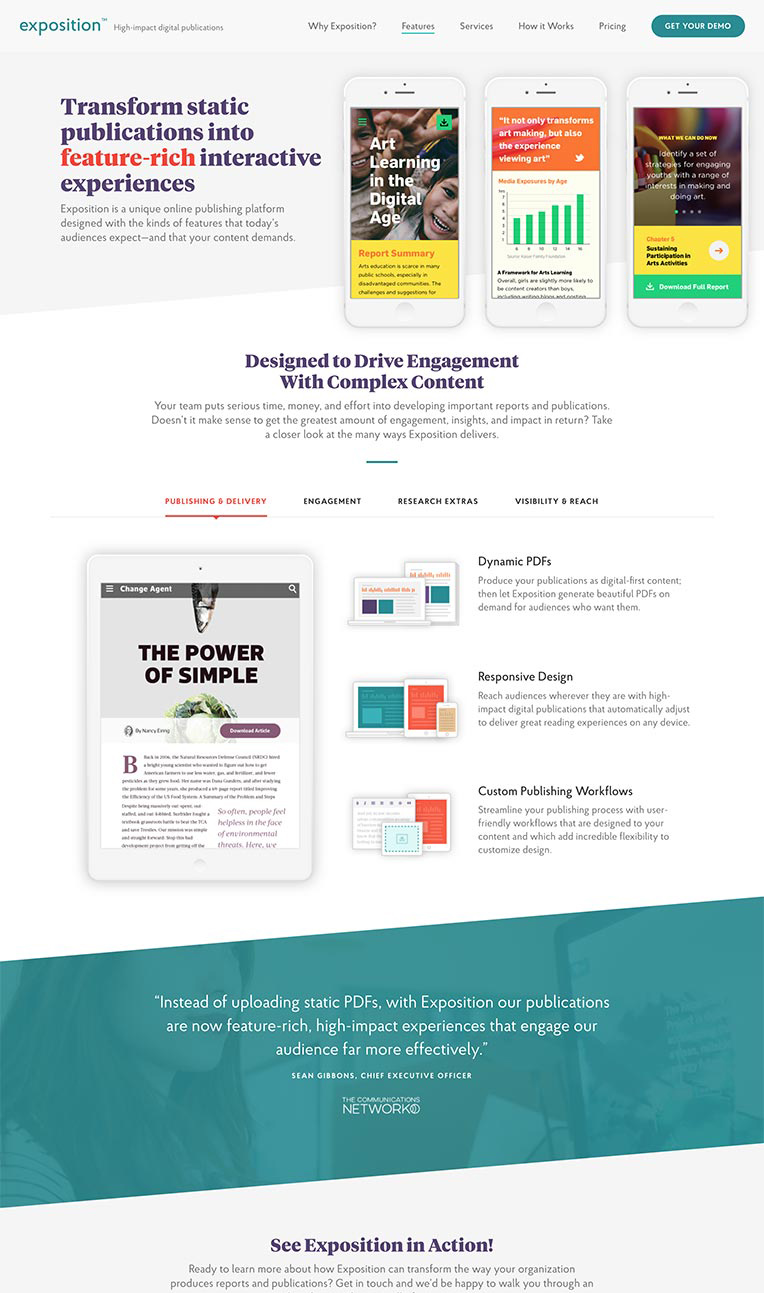 exposition™ High-impact digital publications
Why Exposition? Features Services How it Works Pricing GET YOUR DEMO
Transform static
publications into
feature-rich interactive
experiences
Exposition is a unique online publishing platform
designed with the kinds of features that today's
audiences expect—and that your content demands.
Art
Learning
in the
Digital
Age
Report Summary
Arts education is scarce in many
public schools, especially in
disadvantaged communities. The
challenges and suggestions for
"It not only transforms
art making, but also
the experience
viewing art"
Media Exposures by Age
8
7
6
5
4
3
2
1
6 8 10 12 14 16
Source: Kaiser Family Foundation
A Framework for Arts Learning
Overall, girls are slightly more likely to
be content creators than boys,
including writing blogs and posting
WHAT WE CAN DO NOW
Identify a set of
strategies for engaging
youths with a range of
interests in making and
doing art.
Chapter 5
Sustaining
Participation in
Arts Activities
Download Full Report
Designed to Drive Engagement
With Complex Content
Your team puts serious time, money, and effort into developing important reports and publications.
Doesn't it make sense to get the greatest amount of engagement, insights, and impact in return? Take
a closer look at the many ways Exposition delivers.
PUBLISHING & DELIVERY ENGAGEMENT RESEARCH EXTRAS VISIBILITY & REACH
Change Agent
THE POWER
OF SIMPLE
By Nancy Eiring
Download Article
Back in 2006, the Natural Resources Defense Council (NRDC) hired
a bright young scientist who wanted to figure out how to get
American farmers to use less water, gas, and fertilizer, and fewer
pesticides as they grew food. Her name was Dana Gunders, and after studying
the problem for some years, she produced a 26-page report titled Improving
the Efficiency of the US Food System: A Summary of the Problem and Steps
Despite being massively out-spent, out-
staffed, and out-lobbied, Surfrider fought a
textbook grassroots battle to beat the TCA
and save Trestles. Our mission was simple
and straight forward: Stop this bad
development project from getting off the
So often, people feel
helpless in the face
of environmental
threats. Here, we
Dynamic PDFs
Produce your publications as digital-first content;
then let Exposition generate beautiful PDFs on
demand for audiences who want them.
Responsive Design
Reach audiences wherever they are with high-
impact digital publications that automatically adjust
to deliver great reading experiences on any device.
Custom Publishing Workflows
Streamline your publishing process with user-
friendly workflows that are designed to your
content and which add incredible flexibility to
customize design.
"Instead of uploading static PDFs, with Exposition our publications
are now feature-rich, high-impact experiences that engage our
audience far more effectively."
SEAN GIBBONS, CHIEF EXECUTIVE OFFICER
THE COMMUNICATIONS
NETWORK
See Exposition in Action!
Ready to learn more about how Exposition can transform the way your organization
produces reports and publications? Get in touch and we'd be happy to walk you through an